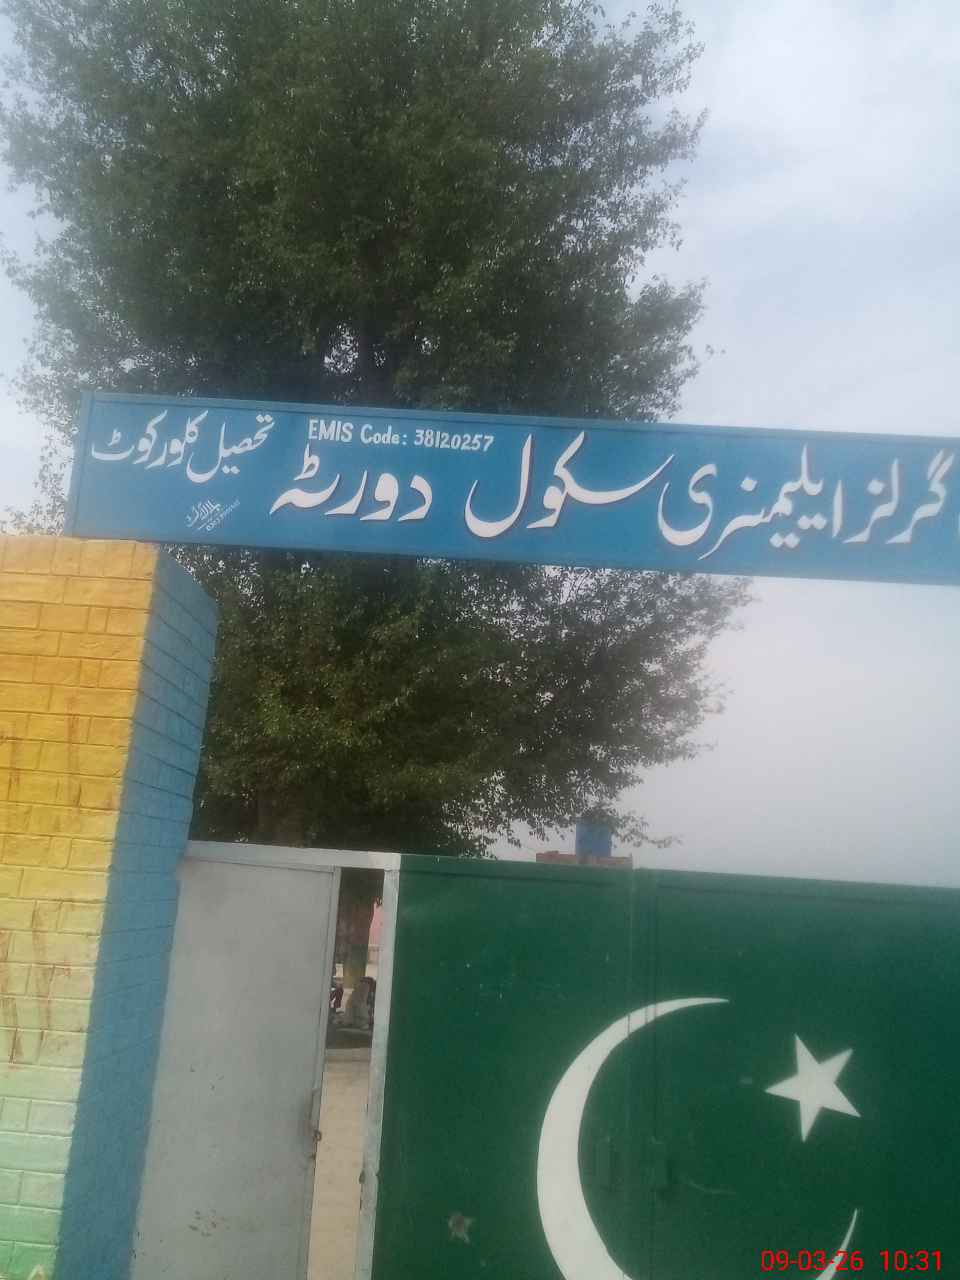 گرلز ایلیمنٹری سکول دورٹہ
EMIS Code: 38120257
تحصیل کلورکوٹ
09-03-26 10:31